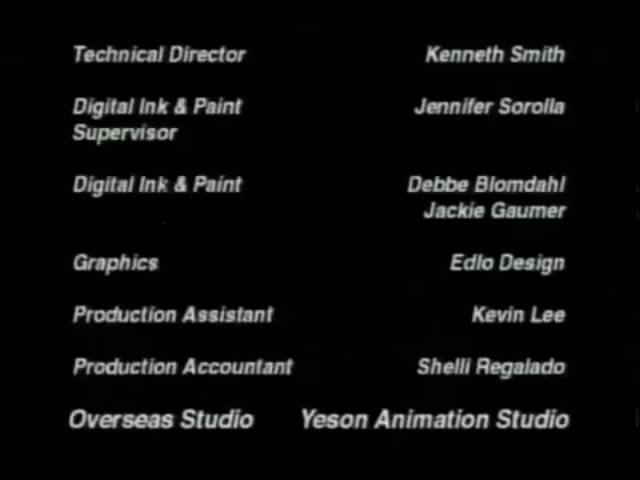 Technical Director Kenneth Smith
Digital Ink & Paint Jennifer Sorolla
Supervisor
Digital Ink & Paint Debbe Blomdahl
Jackie Gaumer
Graphics Edlo Design
Production Assistant Kevin Lee
Production Accountant Shelli Regalado
Overseas Studio Yeson Animation Studio